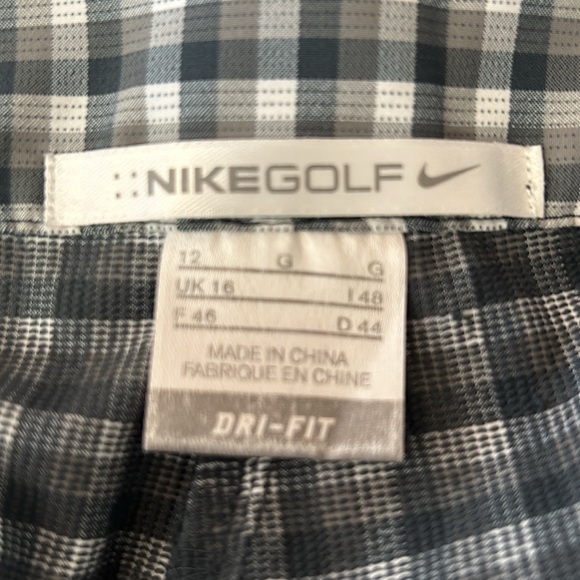 NIKEGOLF
12 G G
UK 16 I 48
F 46 D 44
MADE IN CHINA
FABRIQUE EN CHINE
DRI-FIT